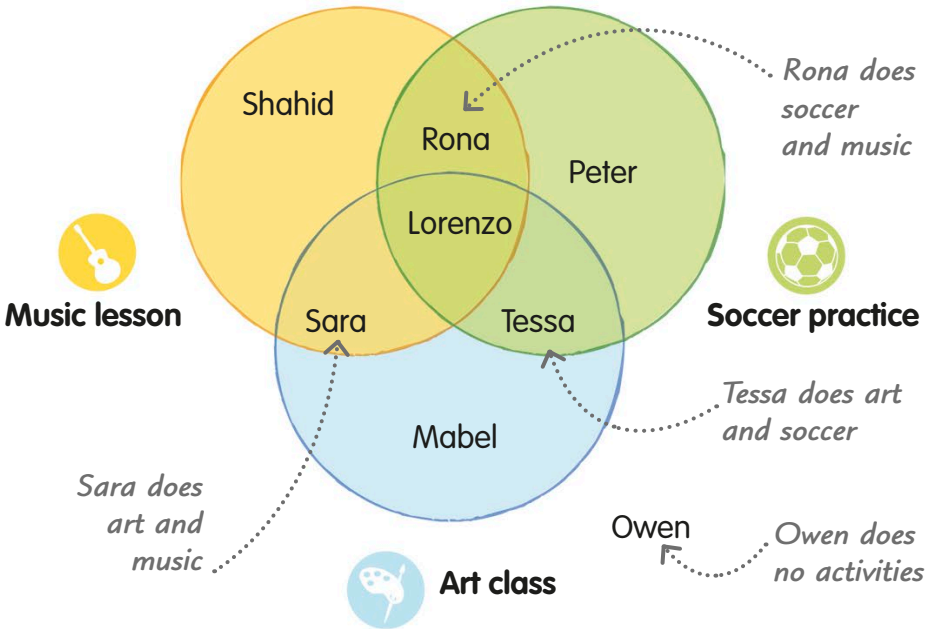 Shahid
Rona
Peter
Lorenzo
Sara
Tessa
Mabel
Owen
Music lesson
Soccer practice
Art class
Rona does
soccer
and music
Tessa does art
and soccer
Sara does
art and
music
Owen does
no activities